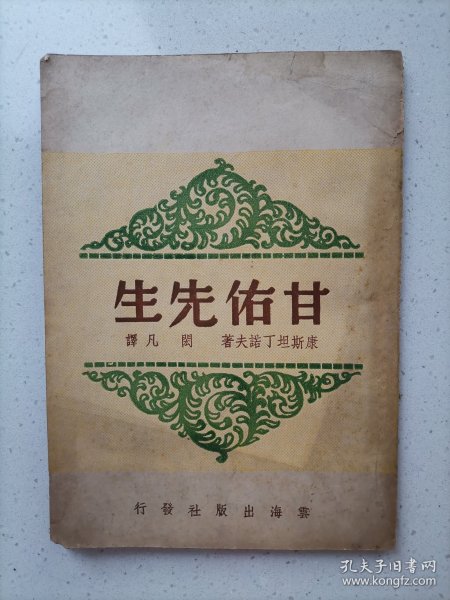 甘佑先生
康斯坦丁諾夫著 閎凡譯
雲海出版社發行
孔夫子旧书网
www.kongfz.com